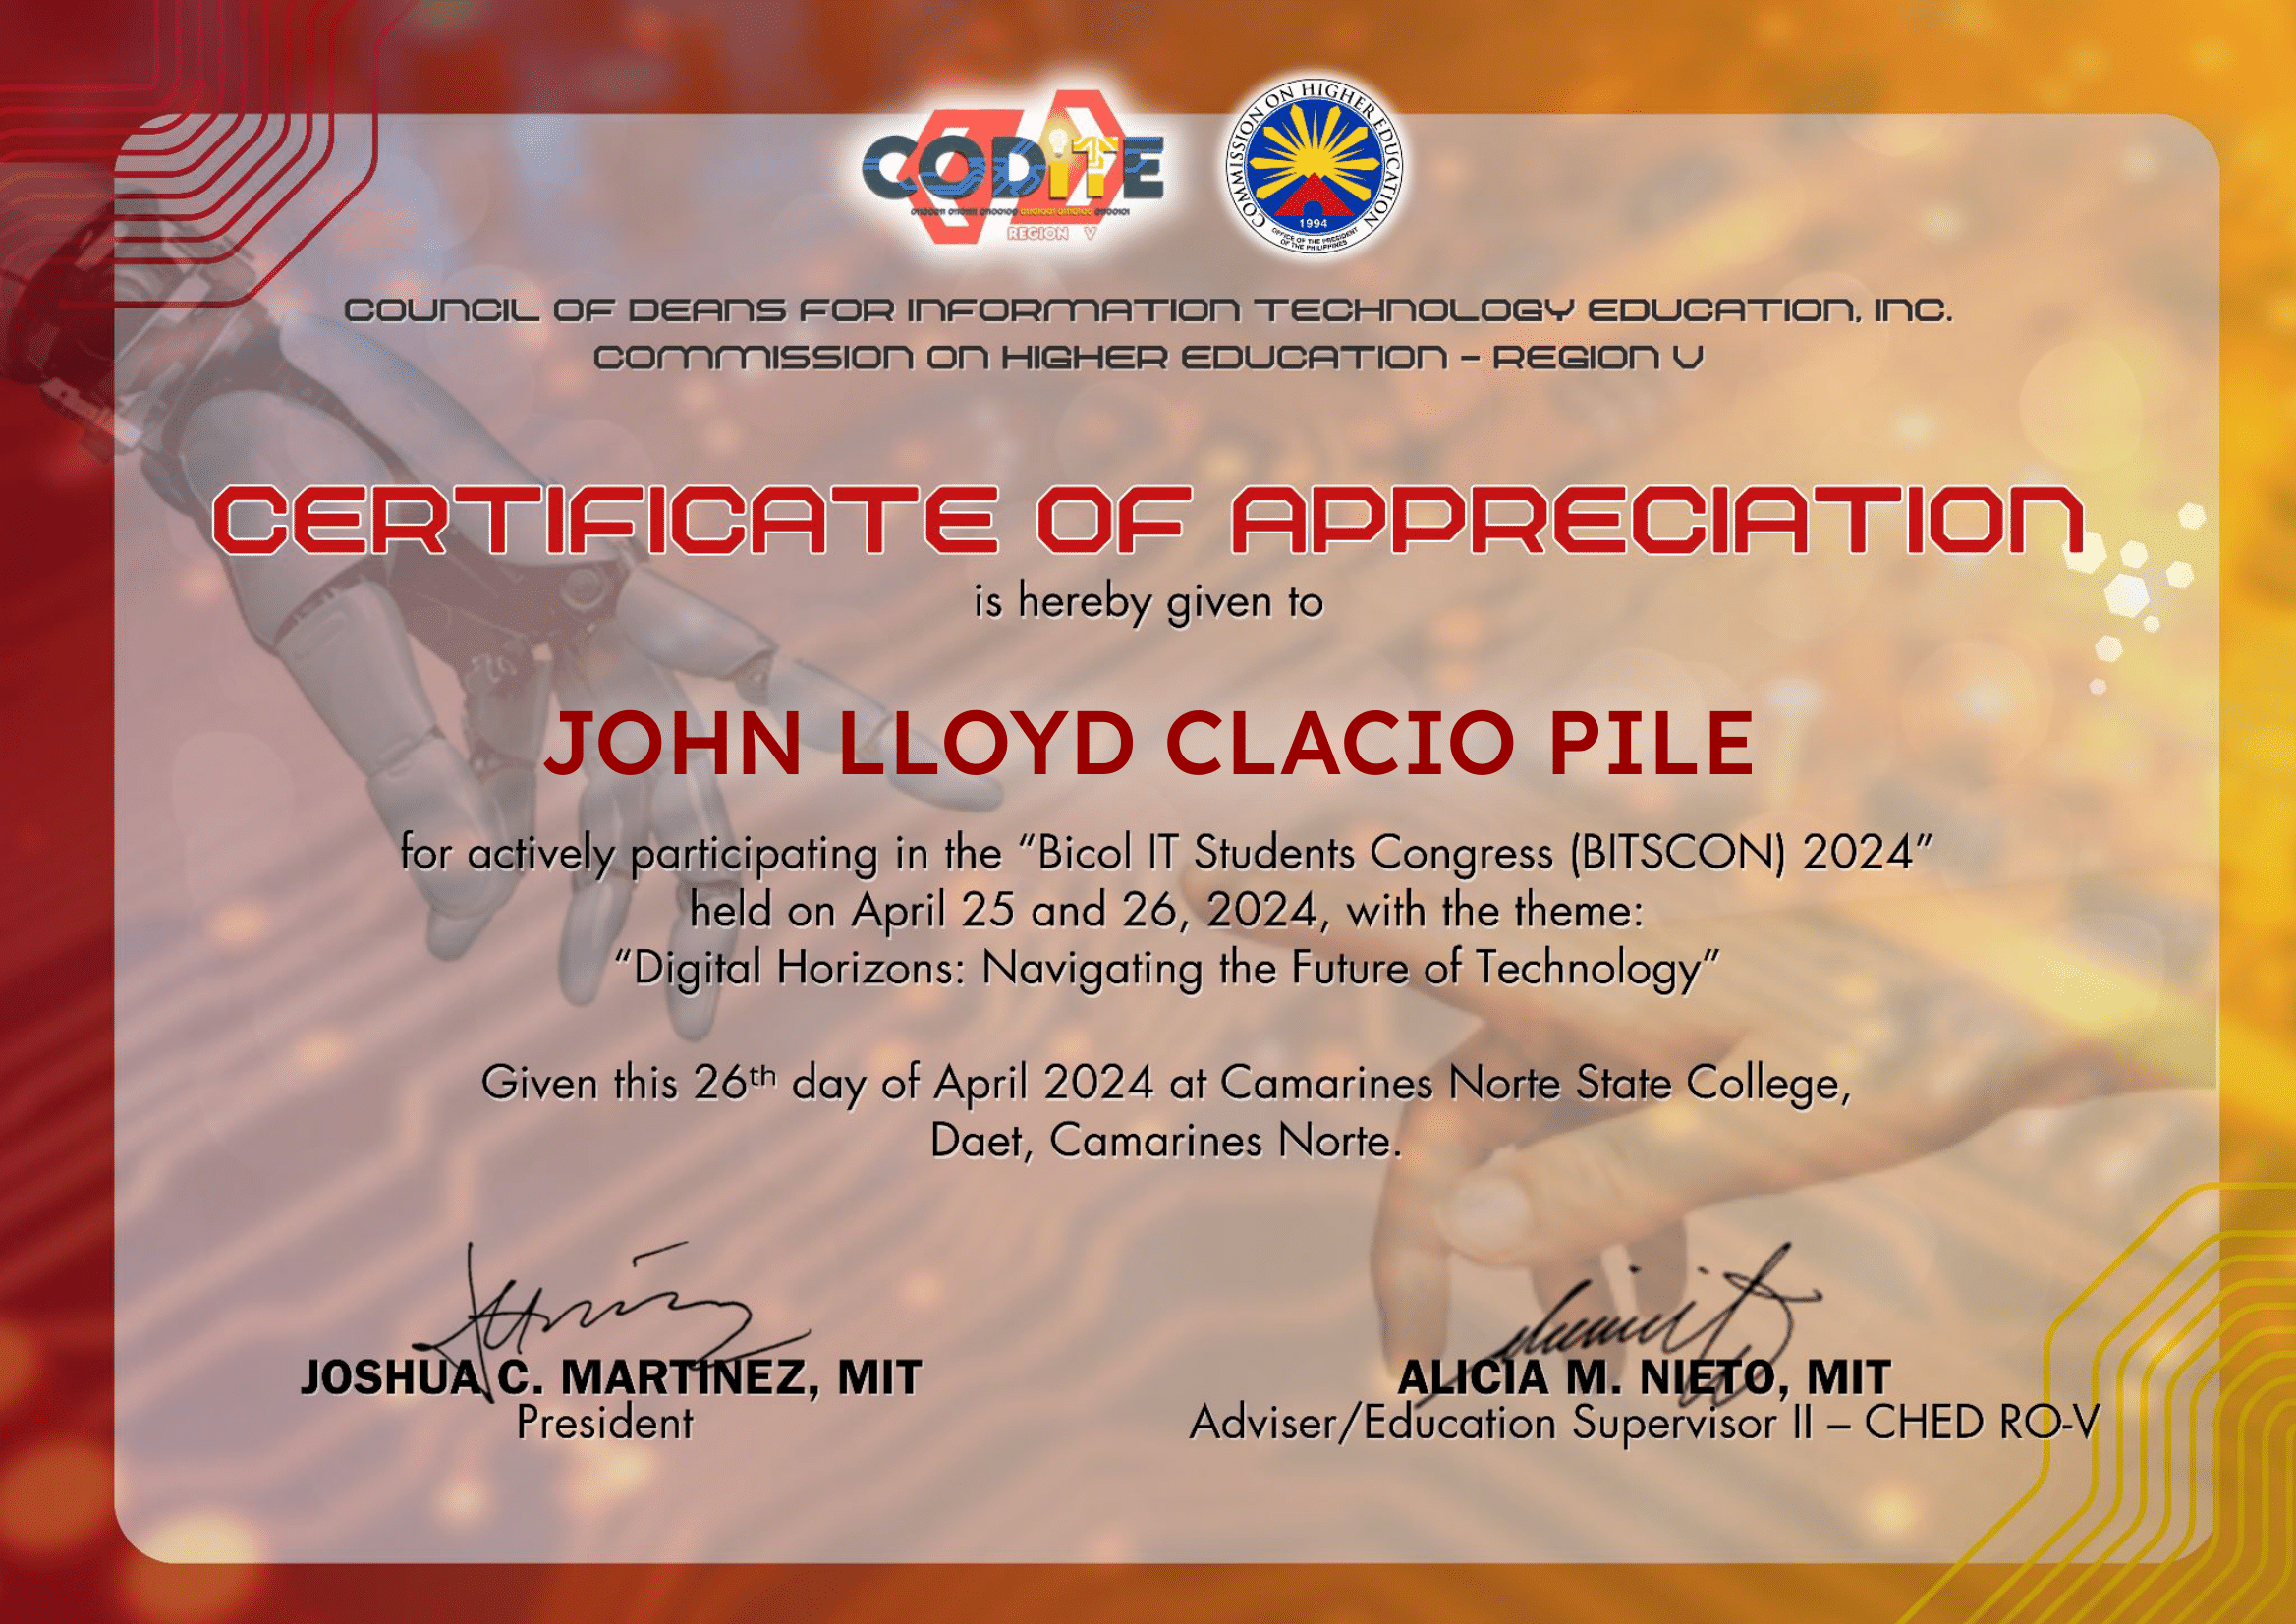 CODITE
REGION V
COMMISSION ON HIGHER EDUCATION
1994
OFFICE OF THE PRESIDENT
OF THE PHILIPPINES
COUNCIL OF DEANS FOR INFORMATION TECHNOLOGY EDUCATION, INC.
COMMISSION ON HIGHER EDUCATION - REGION V
CERTIFICATE OF APPRECIATION
is hereby given to
JOHN LLOYD CLACIO PILE
for actively participating in the “Bicol IT Students Congress (BITSCON) 2024”
held on April 25 and 26, 2024, with the theme:
“Digital Horizons: Navigating the Future of Technology”
Given this 26th day of April 2024 at Camarines Norte State College,
Daet, Camarines Norte.
JOSHUA C. MARTINEZ, MIT
President
ALICIA M. NIETO, MIT
Adviser/Education Supervisor II – CHED RO-V